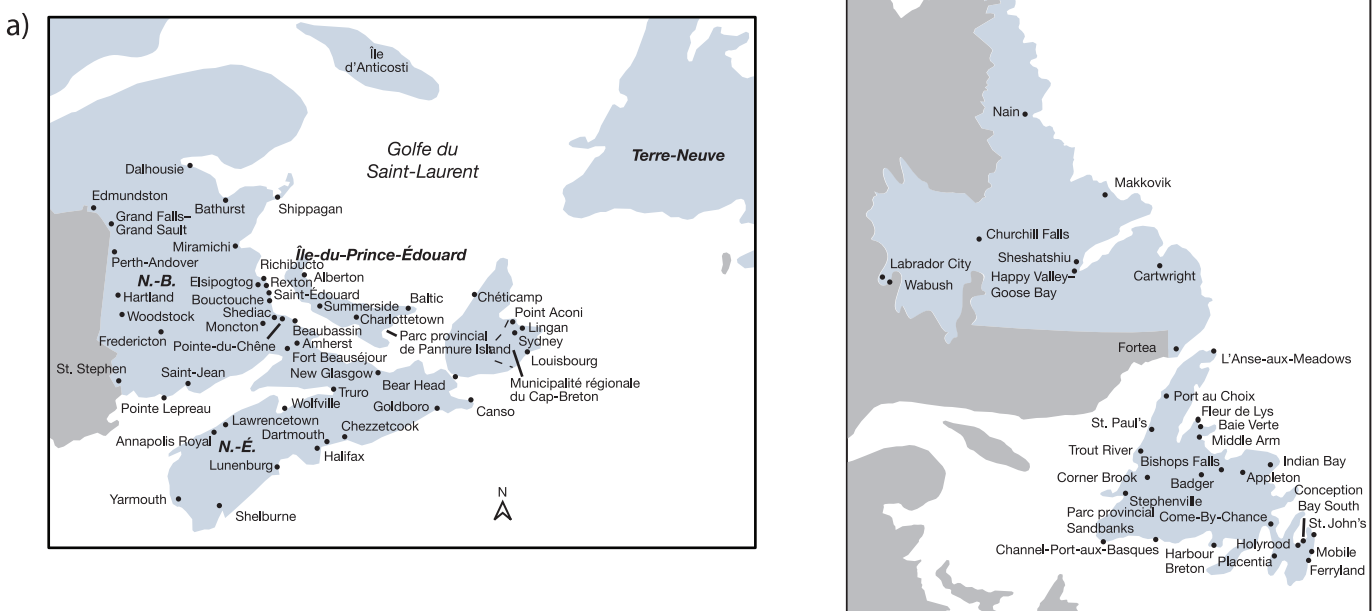 a)
Île
d'Anticosti
Golfe du
Saint-Laurent
Terre-Neuve
Dalhousie
Edmundston
Bathurst
Shippagan
Grand Falls–
Grand Sault
Miramichi
Perth-Andover
Île-du-Prince-Édouard
Richibucto
Alberton
N.-B.
Elsipogtog
Rexton
Saint-Édouard
Hartland
Bouctouche
Summerside
Baltic
Chéticamp
Woodstock
Shediac
Charlottetown
Point Aconi
Moncton
Beaubassin
Lingan
Fredericton
Pointe-du-Chêne
Amherst
Parc provincial
de Panmure Island
Sydney
Fort Beauséjour
Louisbourg
St. Stephen
Saint-Jean
New Glasgow
Bear Head
Municipalité régionale
du Cap-Breton
Pointe Lepreau
Truro
Wolfville
Goldboro
Canso
Lawrencetown
Chezzetcook
Annapolis Royal
N.-É.
Dartmouth
Halifax
Lunenburg
Yarmouth
Shelburne
N
Nain
Makkovik
Churchill Falls
Sheshatshiu
Labrador City
Happy Valley–
Goose Bay
Cartwright
Wabush
Fortea
L'Anse-aux-Meadows
Port au Choix
Fleur de Lys
St. Paul's
Baie Verte
Middle Arm
Trout River
Bishops Falls
Indian Bay
Corner Brook
Badger
Appleton
Stephenville
Conception
Bay South
Parc provincial
Sandbanks
Come-By-Chance
St. John's
Channel-Port-aux-Basques
Harbour
Breton
Holyrood
Placentia
Mobile
Ferryland